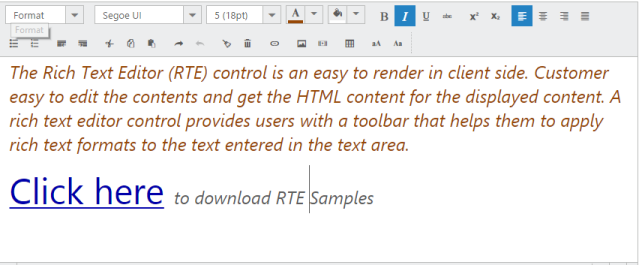 Format Segoe UI 5 (18pt) A B I U abc x² X₂
Format
aA Aa
The Rich Text Editor (RTE) control is an easy to render in client side. Customer
easy to edit the contents and get the HTML content for the displayed content. A
rich text editor control provides users with a toolbar that helps them to apply
rich text formats to the text entered in the text area.
Click here to download RTE Samples